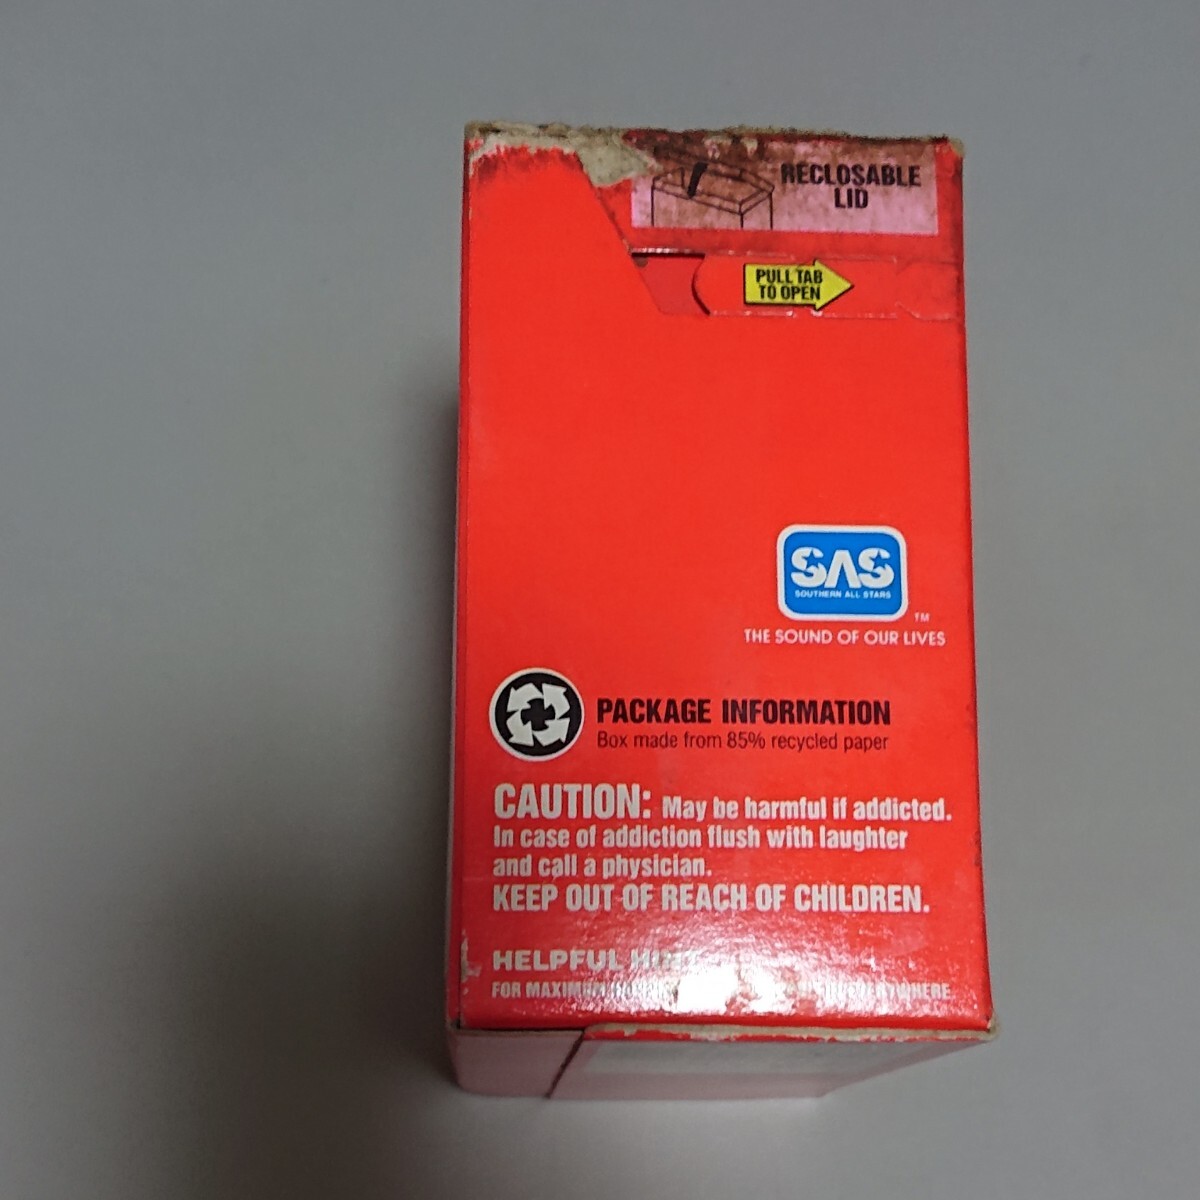 RECLOSABLE
LID
PULL TAB
TO OPEN
SAS
SOUTHERN ALL STARS
TM
THE SOUND OF OUR LIVES
PACKAGE INFORMATION
Box made from 85% recycled paper
CAUTION: May be harmful if addicted.
In case of addiction flush with laughter
and call a physician.
KEEP OUT OF REACH OF CHILDREN.
HELPFUL
FOR